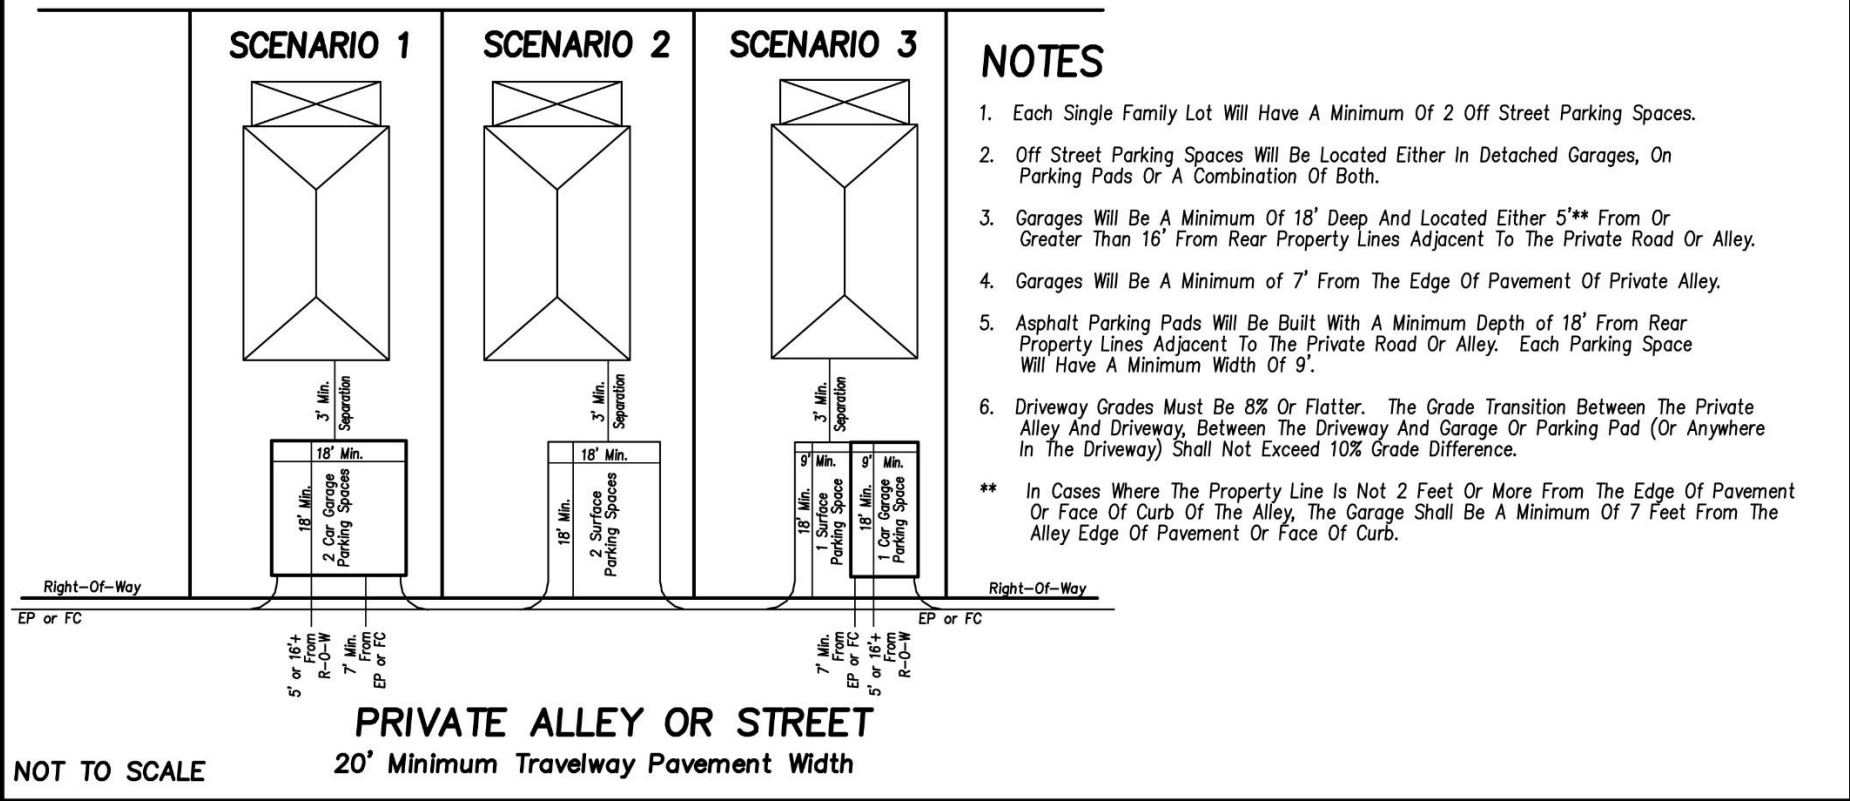 SCENARIO 1
SCENARIO 2
SCENARIO 3
3' Min.
Separation
3' Min.
Separation
3' Min.
Separation
18' Min.
18' Min.
2 Car Garage
Parking Spaces
18' Min.
18' Min.
2 Surface
Parking Spaces
9' Min.
18' Min.
1 Surface
Parking Space
9' Min.
18' Min.
1 Car Garage
Parking Space
Right-Of-Way
Right-Of-Way
EP or FC
EP or FC
5' or 16'+
From
R-O-W
7' Min.
From
EP or FC
7' Min.
From
EP or FC
5' or 16'+
From
R-O-W
PRIVATE ALLEY OR STREET
20' Minimum Travelway Pavement Width
NOT TO SCALE
NOTES
1. Each Single Family Lot Will Have A Minimum Of 2 Off Street Parking Spaces.
2. Off Street Parking Spaces Will Be Located Either In Detached Garages, On
Parking Pads Or A Combination Of Both.
3. Garages Will Be A Minimum Of 18' Deep And Located Either 5'** From Or
Greater Than 16' From Rear Property Lines Adjacent To The Private Road Or Alley.
4. Garages Will Be A Minimum of 7' From The Edge Of Pavement Of Private Alley.
5. Asphalt Parking Pads Will Be Built With A Minimum Depth of 18' From Rear
Property Lines Adjacent To The Private Road Or Alley. Each Parking Space
Will Have A Minimum Width Of 9'.
6. Driveway Grades Must Be 8% Or Flatter. The Grade Transition Between The Private
Alley And Driveway, Between The Driveway And Garage Or Parking Pad (Or Anywhere
In The Driveway) Shall Not Exceed 10% Grade Difference.
** In Cases Where The Property Line Is Not 2 Feet Or More From The Edge Of Pavement
Or Face Of Curb Of The Alley, The Garage Shall Be A Minimum Of 7 Feet From The
Alley Edge Of Pavement Or Face Of Curb.